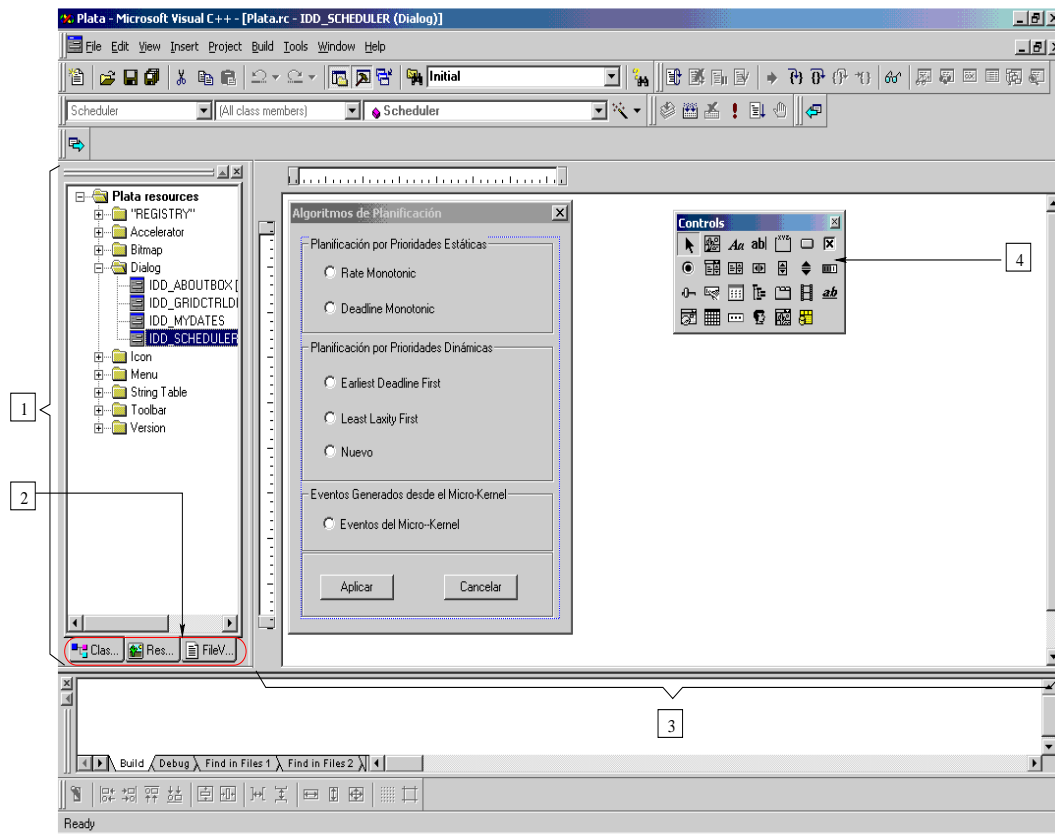 Plata - Microsoft Visual C++ - [Plata.rc - IDD_SCHEDULER (Dialog)]
File Edit View Insert Project Build Tools Window Help
Initial
Scheduler (All class members) Scheduler
Plata resources
"REGISTRY"
Accelerator
Bitmap
Dialog
IDD_ABOUTBOX [
IDD_GRIDCTRLDI
IDD_MYDATES
IDD_SCHEDULER
Icon
Menu
String Table
Toolbar
Version
Clas... Res... FileV...
1
2
Algoritmos de Planificación
Planificación por Prioridades Estáticas
Rate Monotonic
Deadline Monotonic
Planificación por Prioridades Dinámicas
Earliest Deadline First
Least Laxity First
Nuevo
Eventos Generados desde el Micro-Kernel
Eventos del Micro--Kernel
Aplicar Cancelar
Controls
Aa ab| XYZ
ab
4
3
Build Debug Find in Files 1 Find in Files 2
Ready